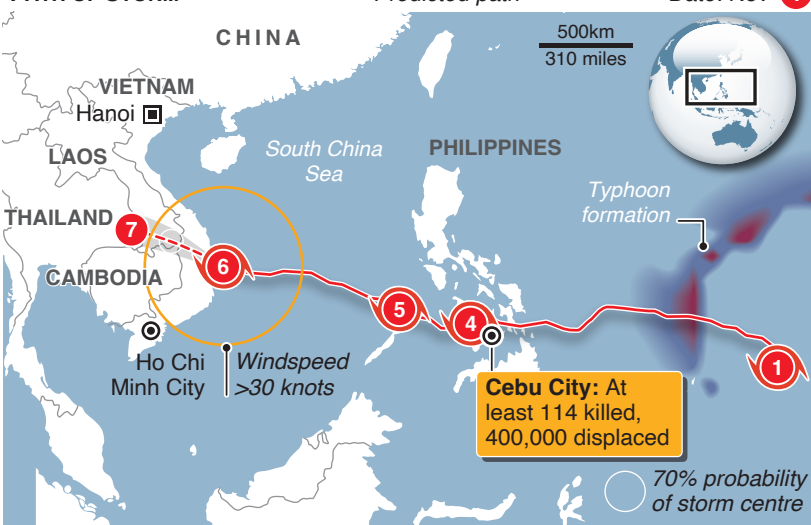 CHINA
500km
310 miles
VIETNAM
Hanoi
LAOS
South China
Sea
PHILIPPINES
Typhoon
formation
THAILAND
7
6
CAMBODIA
5
4
1
Ho Chi
Minh City
Windspeed
>30 knots
Cebu City: At
least 114 killed,
400,000 displaced
70% probability
of storm centre